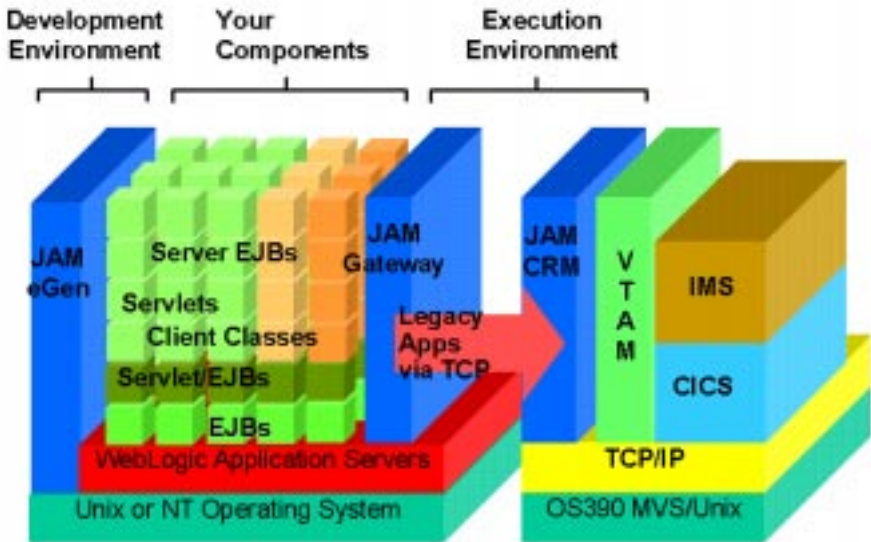 Development
Environment
Your
Components
Execution
Environment
JAM
eGen
Server EJBs
Servlets
Client Classes
Servlet/EJBs
EJBs
JAM
Gateway
Legacy
Apps
via TCP
JAM
CRM
VTAM
IMS
CICS
WebLogic Application Servers
TCP/IP
Unix or NT Operating System
OS390 MVS/Unix